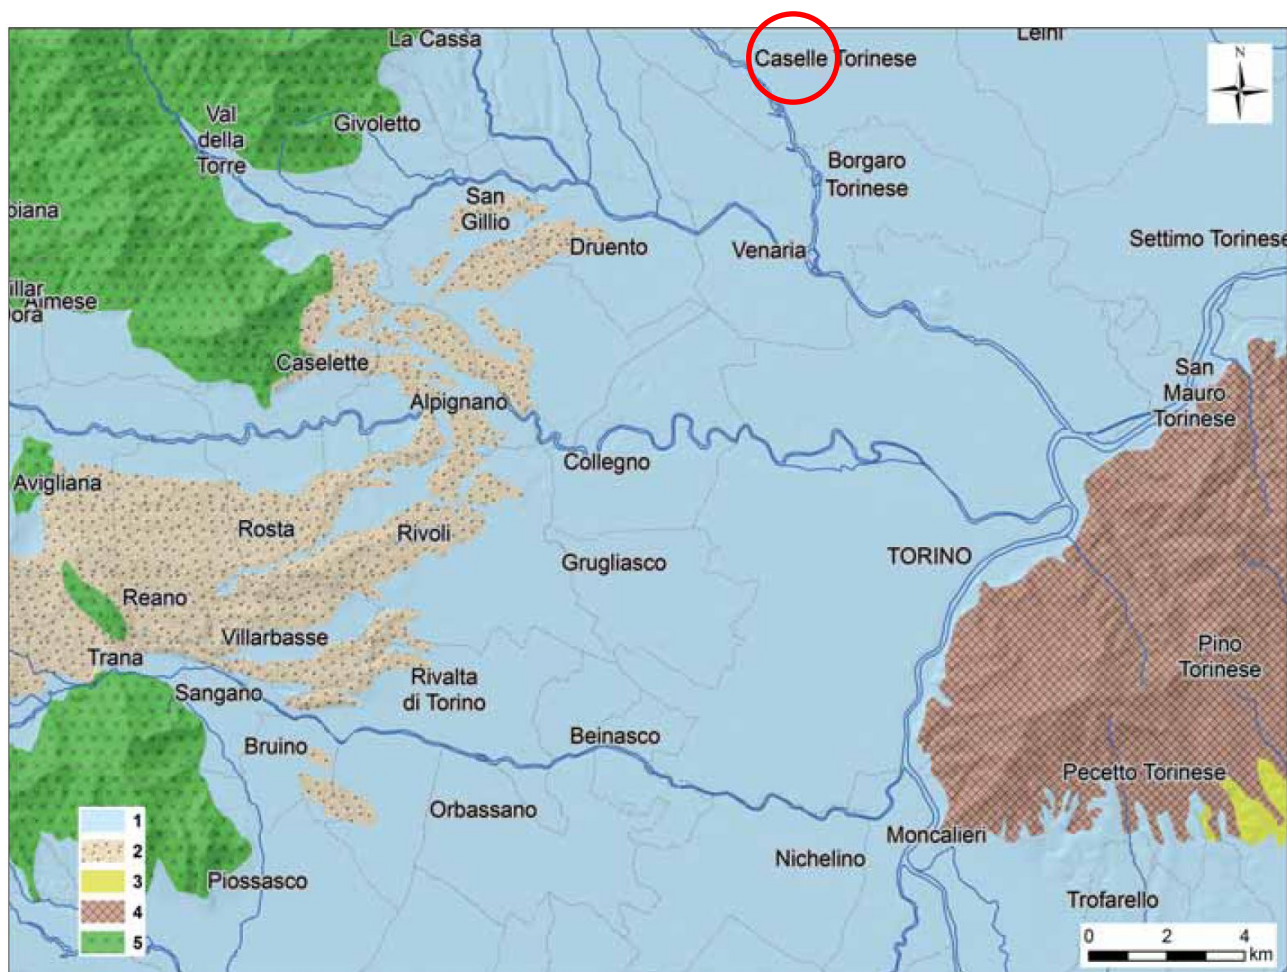 La Cassa
Caselle Torinese
Leini'
N
Val
della
Torre
Givoletto
Borgaro
Torinese
San
Gillio
Druento
Venaria
Settimo Torinese
Almese
Caselette
Alpignano
San
Mauro
Torinese
Collegno
Avigliana
Rosta
Rivoli
Grugliasco
TORINO
Reano
Villarbasse
Trana
Sangano
Rivalta
di Torino
Pino
Torinese
Bruino
Beinasco
Pecetto Torinese
Orbassano
Moncalieri
Nichelino
Piossasco
Trofarello
1
2
3
4
5
0 2 4
km